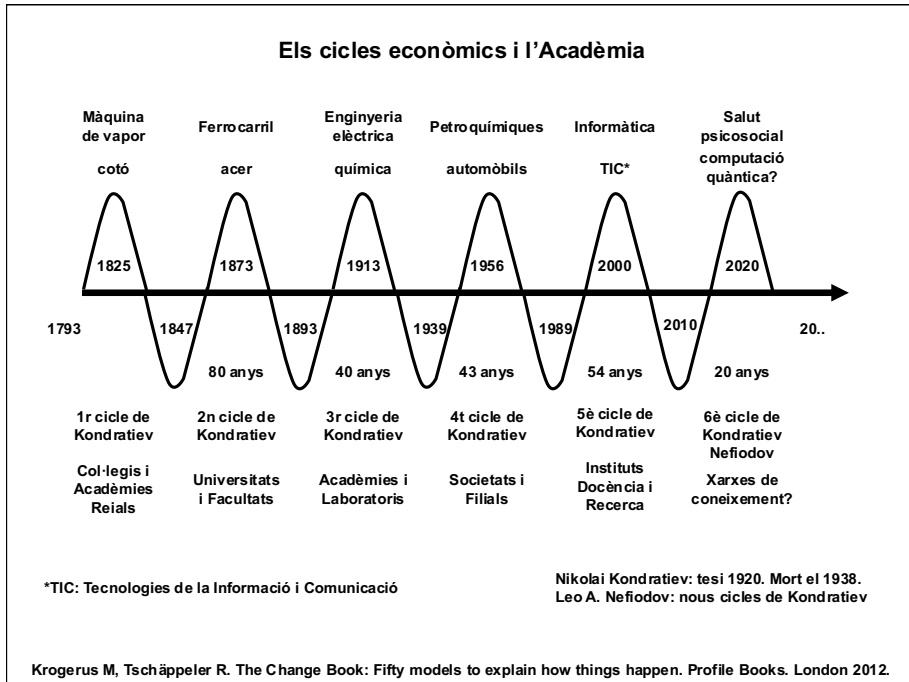 Els cicles econòmics i l'Acadèmia
Màquina
de vapor
cotó
Ferrocarril
acer
Enginyeria
elèctrica
química
Petroquímiques
automòbils
Informàtica
TIC*
Salut
psicosocial
computació
quàntica?
1825
1873
1913
1956
2000
2020
1793
1847
1893
1939
1989
2010
20..
80 anys
40 anys
43 anys
54 anys
20 anys
1r cicle de
Kondratiev
2n cicle de
Kondratiev
3r cicle de
Kondratiev
4t cicle de
Kondratiev
5è cicle de
Kondratiev
6è cicle de
Kondratiev
Nefiodov
Col·legis i
Acadèmies
Reials
Universitats
i Facultats
Acadèmies i
Laboratoris
Societats i
Filials
Instituts
Docència i
Recerca
Xarxes de
coneixement?
*TIC: Tecnologies de la Informació i Comunicació
Nikolai Kondratiev: tesi 1920. Mort el 1938.
Leo A. Nefiodov: nous cicles de Kondratiev
Krogerus M, Tschäppeler R. The Change Book: Fifty models to explain how things happen. Profile Books. London 2012.